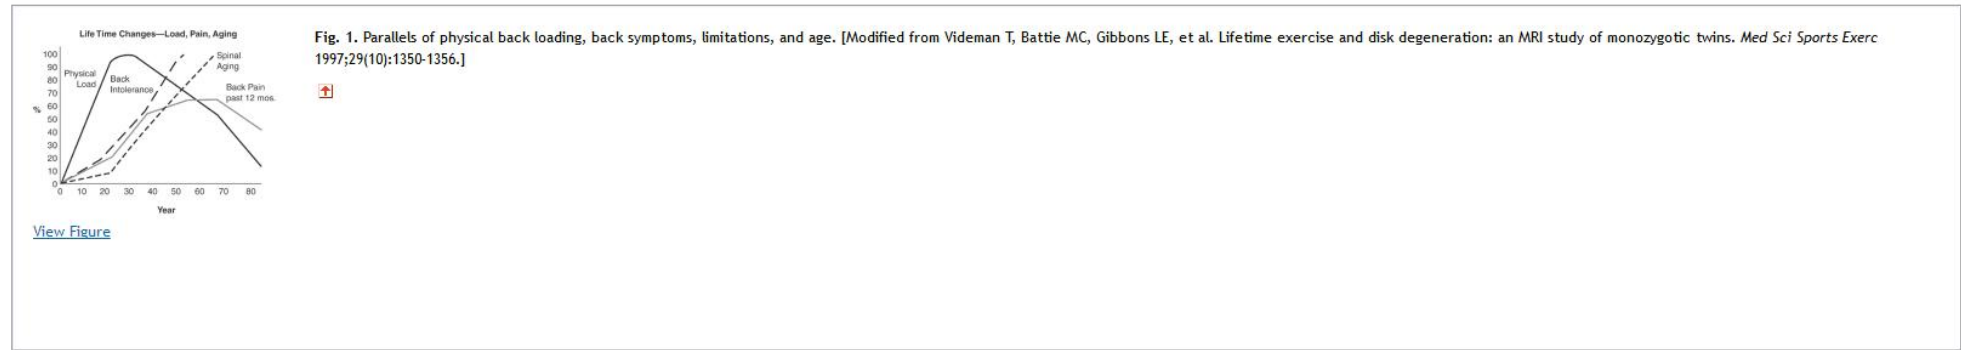 Life Time Changes—Load, Pain, Aging
100
90
80
70
60
50
40
30
20
10
0
%
Physical
Load
Back
Intolerance
Spinal
Aging
Back Pain
past 12 mos.
0 10 20 30 40 50 60 70 80
Year
View Figure
Fig. 1. Parallels of physical back loading, back symptoms, limitations, and age. [Modified from Videman T, Battie MC, Gibbons LE, et al. Lifetime exercise and disk degeneration: an MRI study of monozygotic twins. Med Sci Sports Exerc
1997;29(10):1350-1356.]